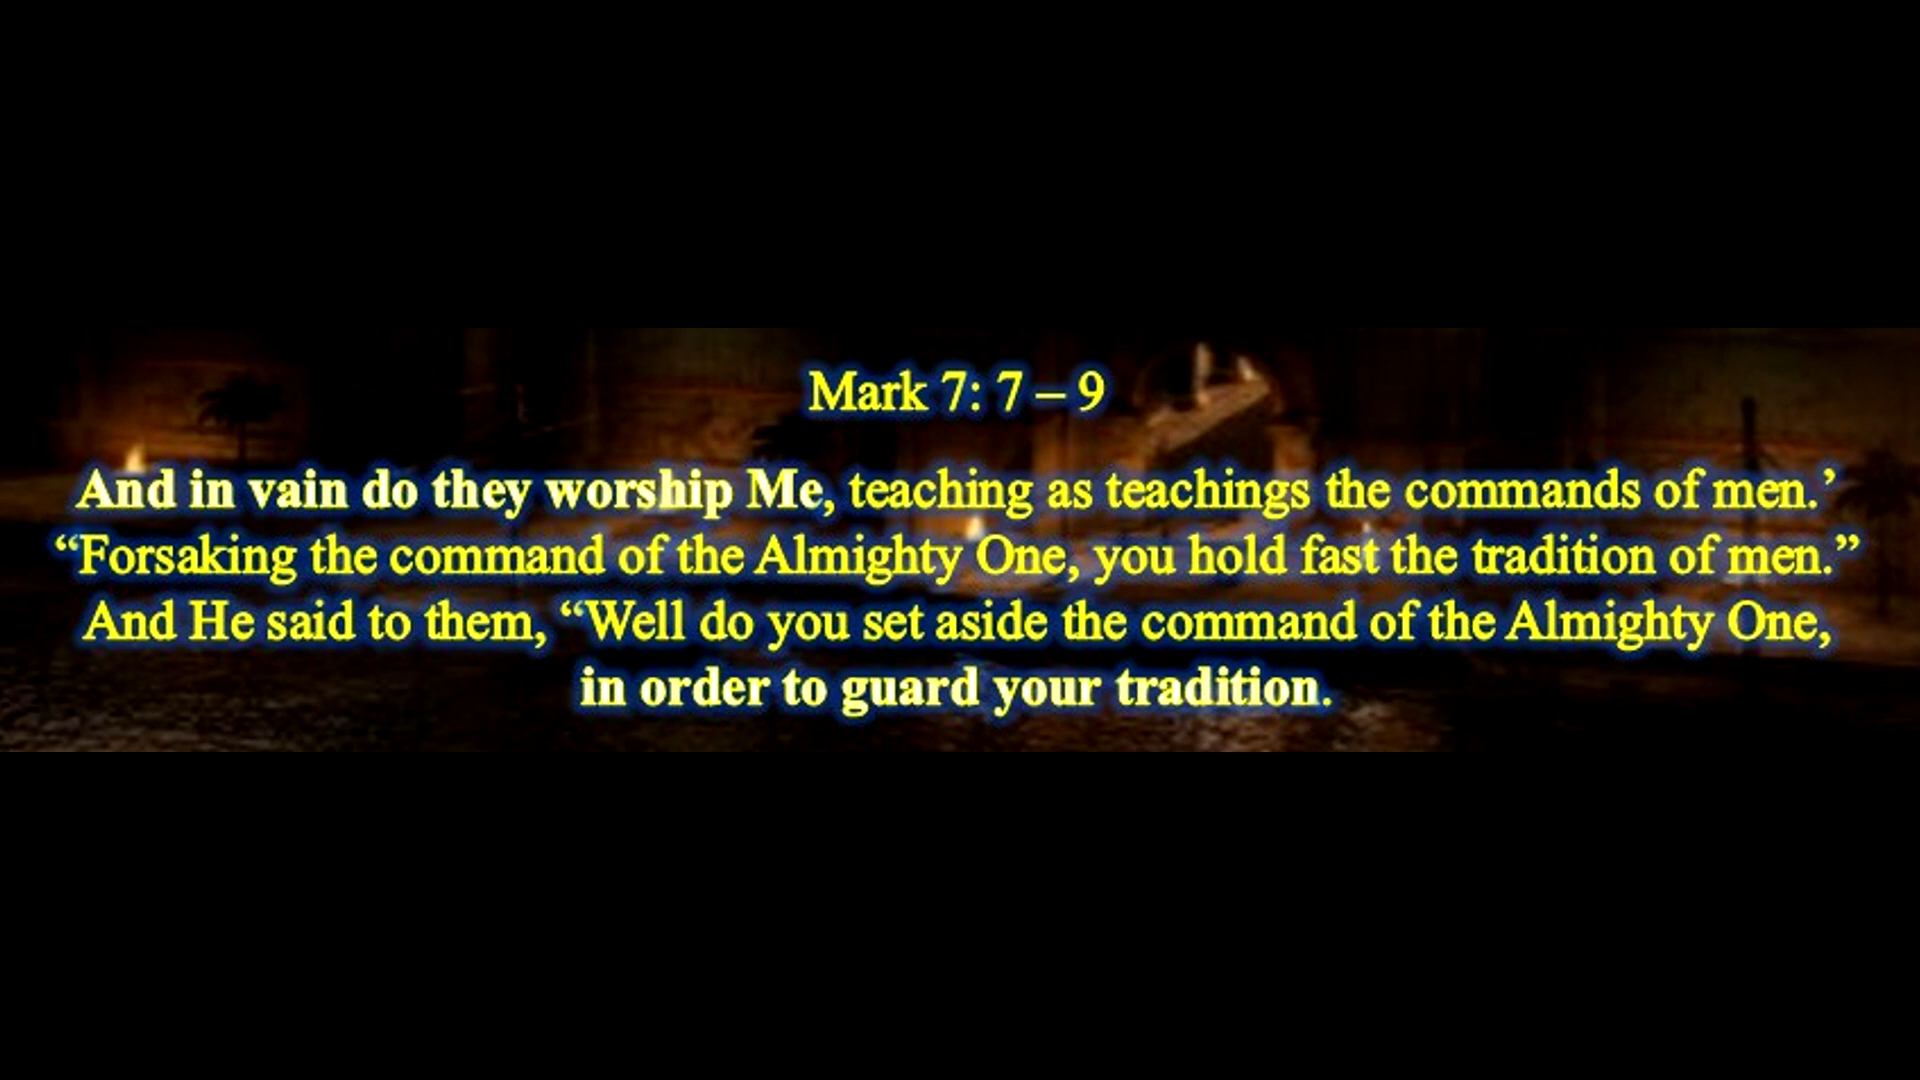 Mark 7: 7 – 9
And in vain do they worship Me, teaching as teachings the commands of men.’
“Forsaking the command of the Almighty One, you hold fast the tradition of men.”
And He said to them, “Well do you set aside the command of the Almighty One,
in order to guard your tradition.